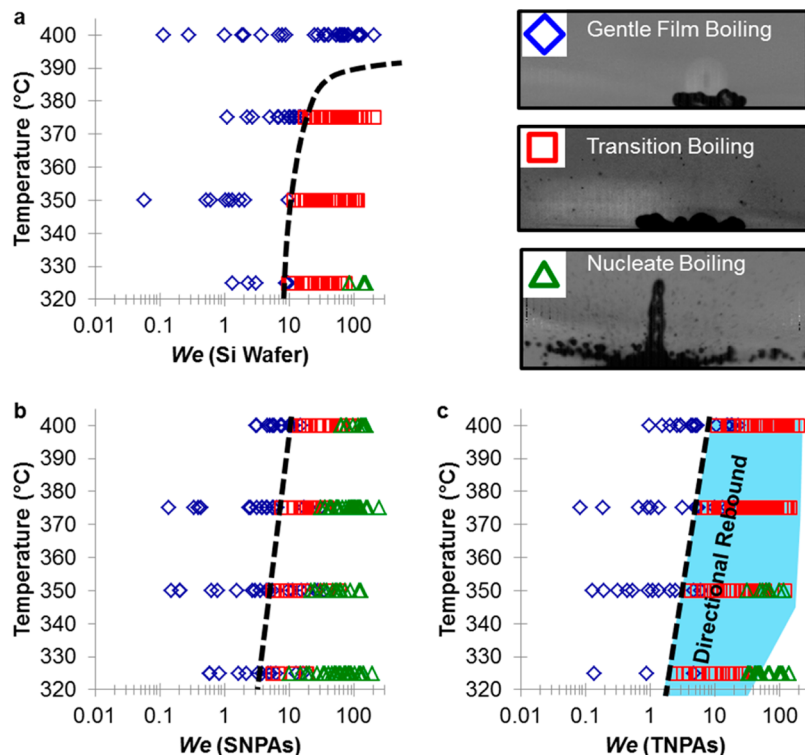 a
400
390
380
370
360
350
340
330
320
Temperature (°C)
0.01 0.1 1 10 100
We (Si Wafer)
Gentle Film Boiling
Transition Boiling
Nucleate Boiling
b
400
390
380
370
360
350
340
330
320
Temperature (°C)
0.01 0.1 1 10 100
We (SNPAs)
c
400
390
380
370
360
350
340
330
320
Temperature (°C)
Directional Rebound
0.01 0.1 1 10 100
We (TNPAs)